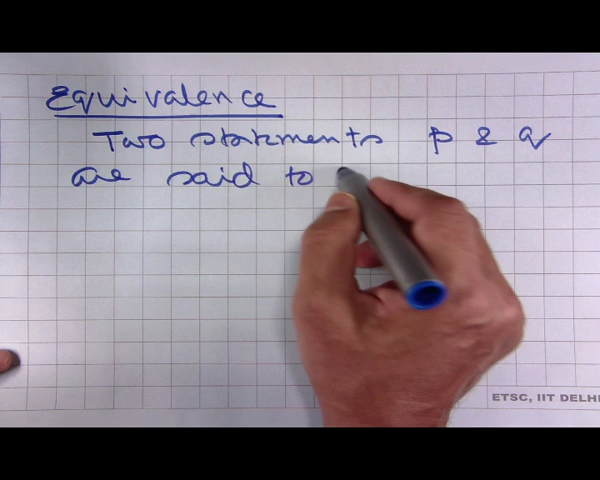 Equivalence
Two statements p & q
are said to
ETSC, IIT DELHI